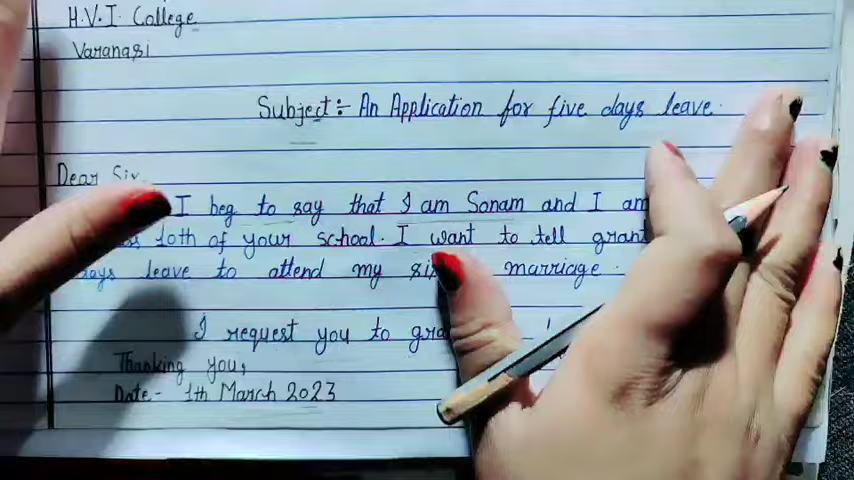 H.V.I. College
Varanasi
Subject :- An Application for five days leave.
Dear Sir,
I beg to say that I am Sonam and I am
10th of your school. I want to tell grant
days leave to attend my marriage.
I request you to
Thanking you,
Date - 1th March 2023